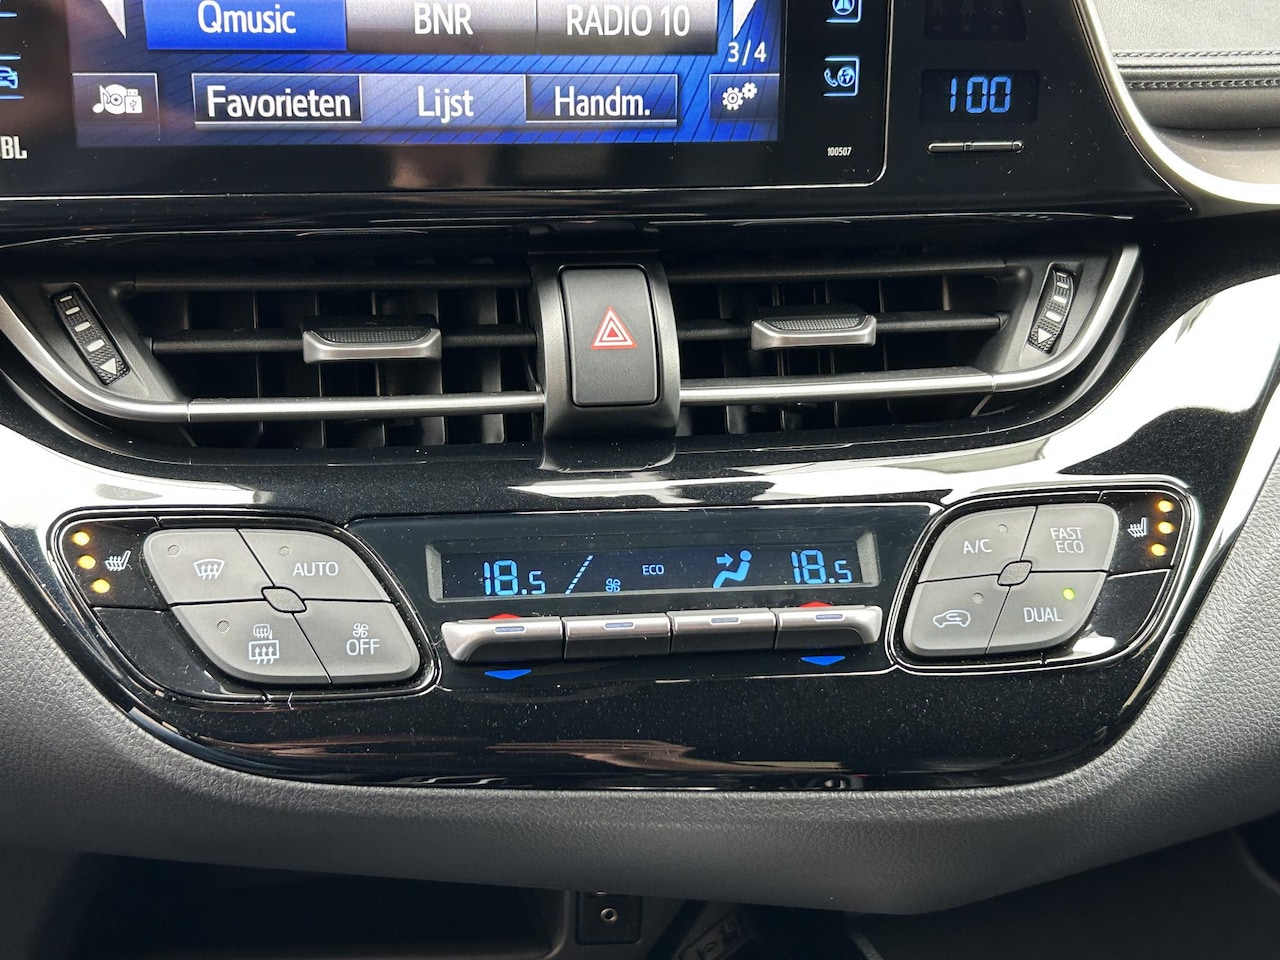 Qmusic BNR RADIO 10
3/4
Favorieten Lijst Handm.
JBL
100507
100
AUTO
OFF
18.5 ECO 18.5
A/C FAST
ECO
DUAL